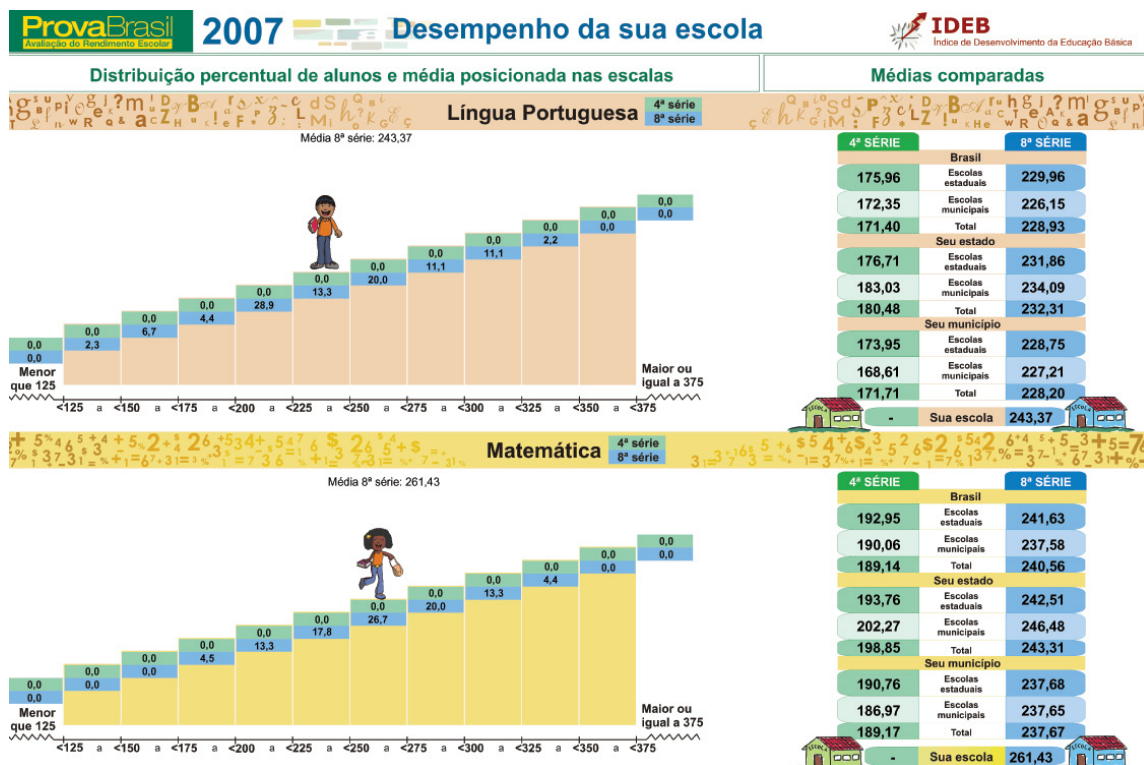 ProvaBrasil
Avaliação do Rendimento Escolar
2007
Desempenho da sua escola
IDEB
Índice de Desenvolvimento da Educação Básica
Distribuição percentual de alunos e média posicionada nas escalas
Médias comparadas
Língua Portuguesa
4ª série
8ª série
Média 8ª série: 243,37
0,0
0,0
0,0
2,3
0,0
6,7
0,0
4,4
0,0
28,9
0,0
13,3
0,0
20,0
0,0
11,1
0,0
11,1
0,0
2,2
0,0
0,0
0,0
0,0
Menor
que 125
Maior ou
igual a 375
<125 a <150 a <175 a <200 a <225 a <250 a <275 a <300 a <325 a <350 a <375
4ª SÉRIE 8ª SÉRIE
Brasil
175,96 Escolas estaduais 229,96
172,35 Escolas municipais 226,15
171,40 Total 228,93
Seu estado
176,71 Escolas estaduais 231,86
183,03 Escolas municipais 234,09
180,48 Total 232,31
Seu município
173,95 Escolas estaduais 228,75
168,61 Escolas municipais 227,21
171,71 Total 228,20
ESCOLA - Sua escola 243,37 ESCOLA
Matemática
4ª série
8ª série
Média 8ª série: 261,43
0,0
0,0
0,0
0,0
0,0
0,0
0,0
4,5
0,0
13,3
0,0
17,8
0,0
26,7
0,0
20,0
0,0
13,3
0,0
4,4
0,0
0,0
0,0
0,0
Menor
que 125
Maior ou
igual a 375
<125 a <150 a <175 a <200 a <225 a <250 a <275 a <300 a <325 a <350 a <375
4ª SÉRIE 8ª SÉRIE
Brasil
192,95 Escolas estaduais 241,63
190,06 Escolas municipais 237,58
189,14 Total 240,56
Seu estado
193,76 Escolas estaduais 242,51
202,27 Escolas municipais 246,48
198,85 Total 243,31
Seu município
190,76 Escolas estaduais 237,68
186,97 Escolas municipais 237,65
189,17 Total 237,67
ESCOLA - Sua escola 261,43 ESCOLA